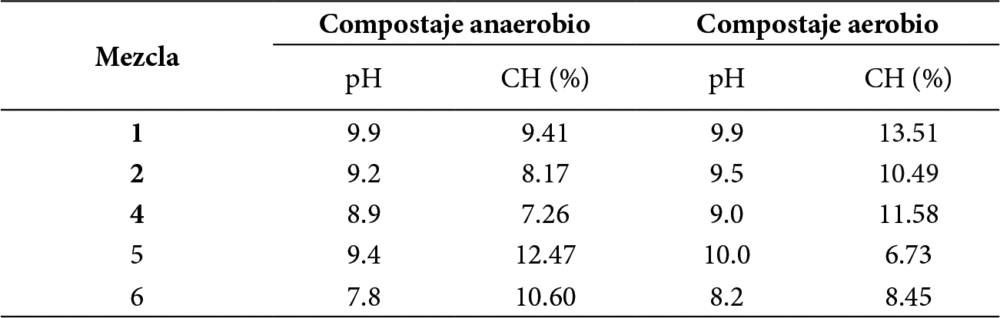 Compostaje anaerobio Compostaje aerobio
Mezcla
pH CH (%) pH CH (%)
1 9.9 9.41 9.9 13.51
2 9.2 8.17 9.5 10.49
4 8.9 7.26 9.0 11.58
5 9.4 12.47 10.0 6.73
6 7.8 10.60 8.2 8.45